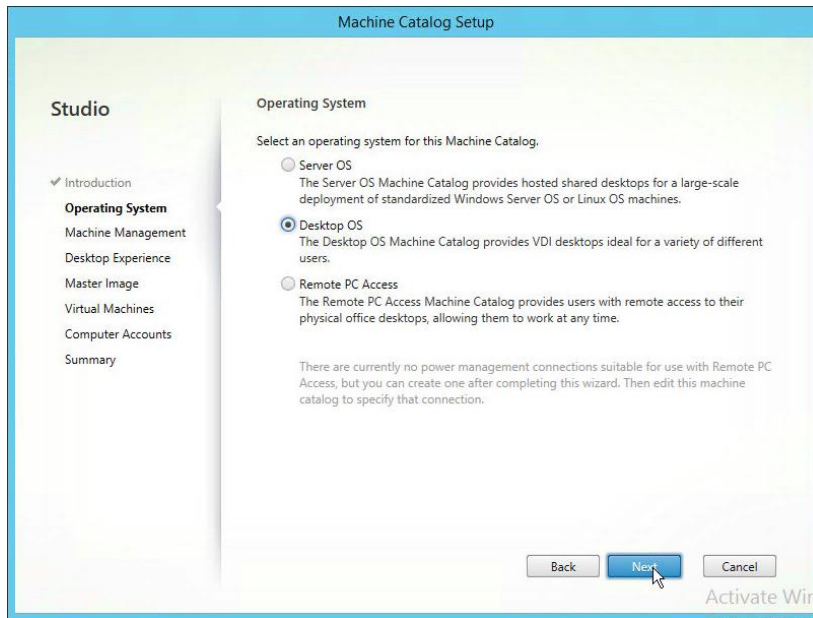 Machine Catalog Setup
Studio
✔ Introduction
Operating System
Machine Management
Desktop Experience
Master Image
Virtual Machines
Computer Accounts
Summary
Operating System
Select an operating system for this Machine Catalog.
Server OS
The Server OS Machine Catalog provides hosted shared desktops for a large-scale
deployment of standardized Windows Server OS or Linux OS machines.
Desktop OS
The Desktop OS Machine Catalog provides VDI desktops ideal for a variety of different
users.
Remote PC Access
The Remote PC Access Machine Catalog provides users with remote access to their
physical office desktops, allowing them to work at any time.
There are currently no power management connections suitable for use with Remote PC
Access, but you can create one after completing this wizard. Then edit this machine
catalog to specify that connection.
Back
Next
Cancel
Activate Win